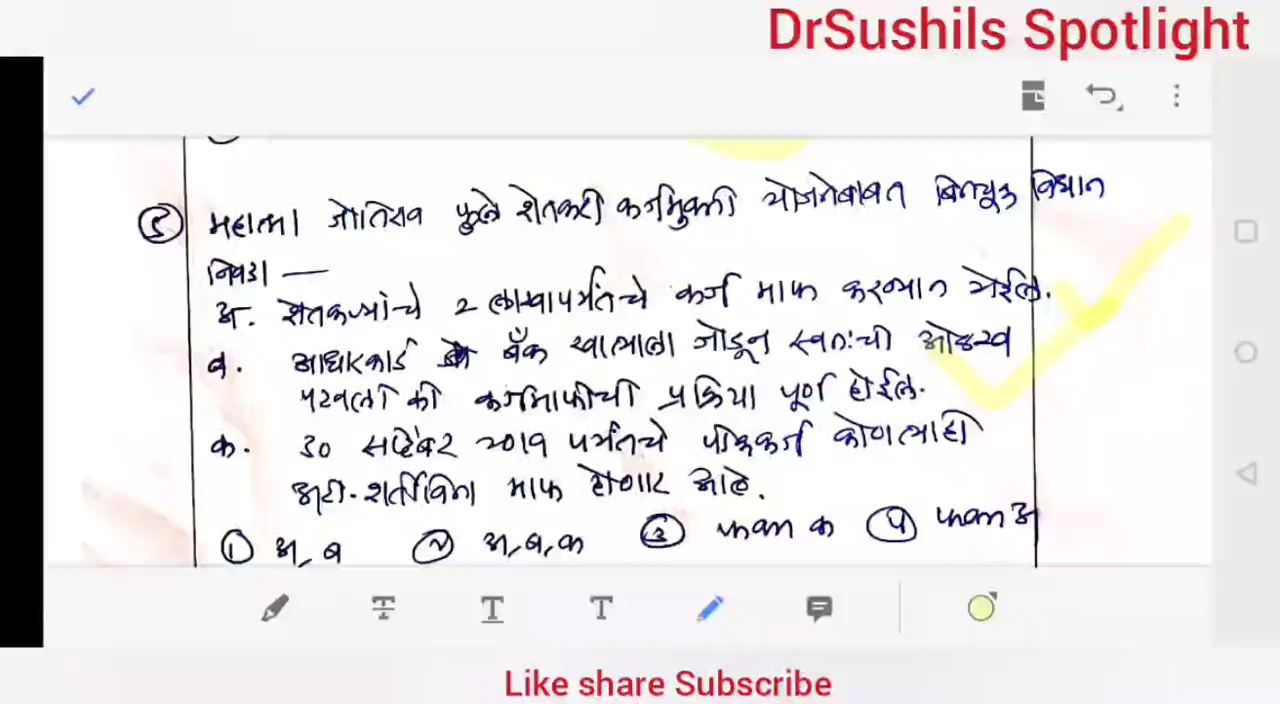 DrSushils Spotlight
महात्मा जोतिराव फुले शेतकरी कर्जमुक्ती योजनेबाबत बिनचूक विधान
निवडा —
अ. शेतकऱ्यांचे 2 लाखापर्यंतचे कर्ज माफ करण्यात येईल.
ब. आधारकार्ड बँक खात्याला जोडून स्वतःची ओळख
पटवली की कर्जमाफीची प्रक्रिया पूर्ण होईल.
क. ३० सप्टेंबर २०१९ पर्यंतचे पीककर्ज कोणत्याही
अटी-शर्तीविना माफ होणार आहे.
① अ, ब ② अ, ब, क ③ फक्त क ④ फक्त अ
Like share Subscribe